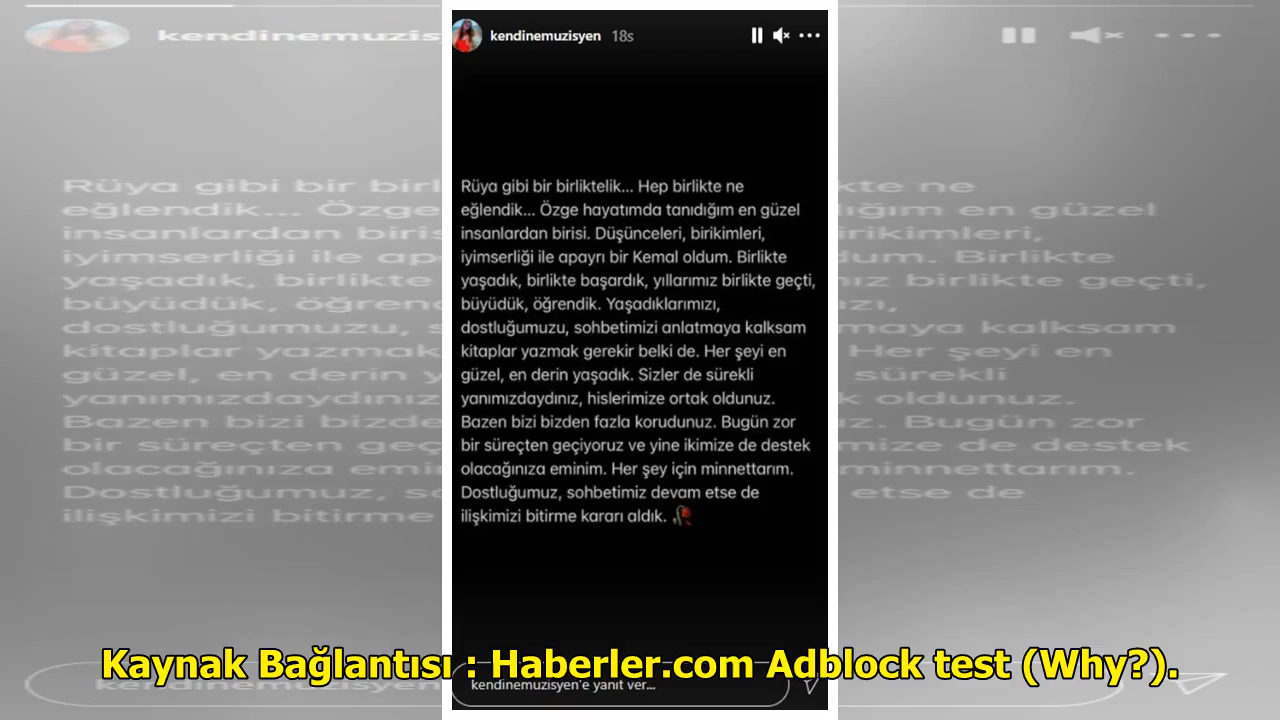 kendinemuzisyen 18s
Rüya gibi bir birliktelik... Hep birlikte ne
eğlendik... Özge hayatımda tanıdığım en güzel
insanlardan birisi. Düşünceleri, birikimleri,
iyimserliği ile apayrı bir Kemal oldum. Birlikte
yaşadık, birlikte başardık, yıllarımız birlikte geçti,
büyüdük, öğrendik. Yaşadıklarımızı,
dostluğumuzu, sohbetimizi anlatmaya kalksam
kitaplar yazmak gerekir belki de. Her şeyi en
güzel, en derin yaşadık. Sizler de sürekli
yanımızdaydınız, hislerimize ortak oldunuz.
Bazen bizi bizden fazla korudunuz. Bugün zor
bir süreçten geçiyoruz ve yine ikimize de destek
olacağınıza eminim. Her şey için minnettarım.
Dostluğumuz, sohbetimiz devam etse de
ilişkimizi bitirme kararı aldık. 🥀
Kaynak Bağlantısı : Haberler.com Adblock test (Why?).
kendinemuzisyen'e yanıt ver...